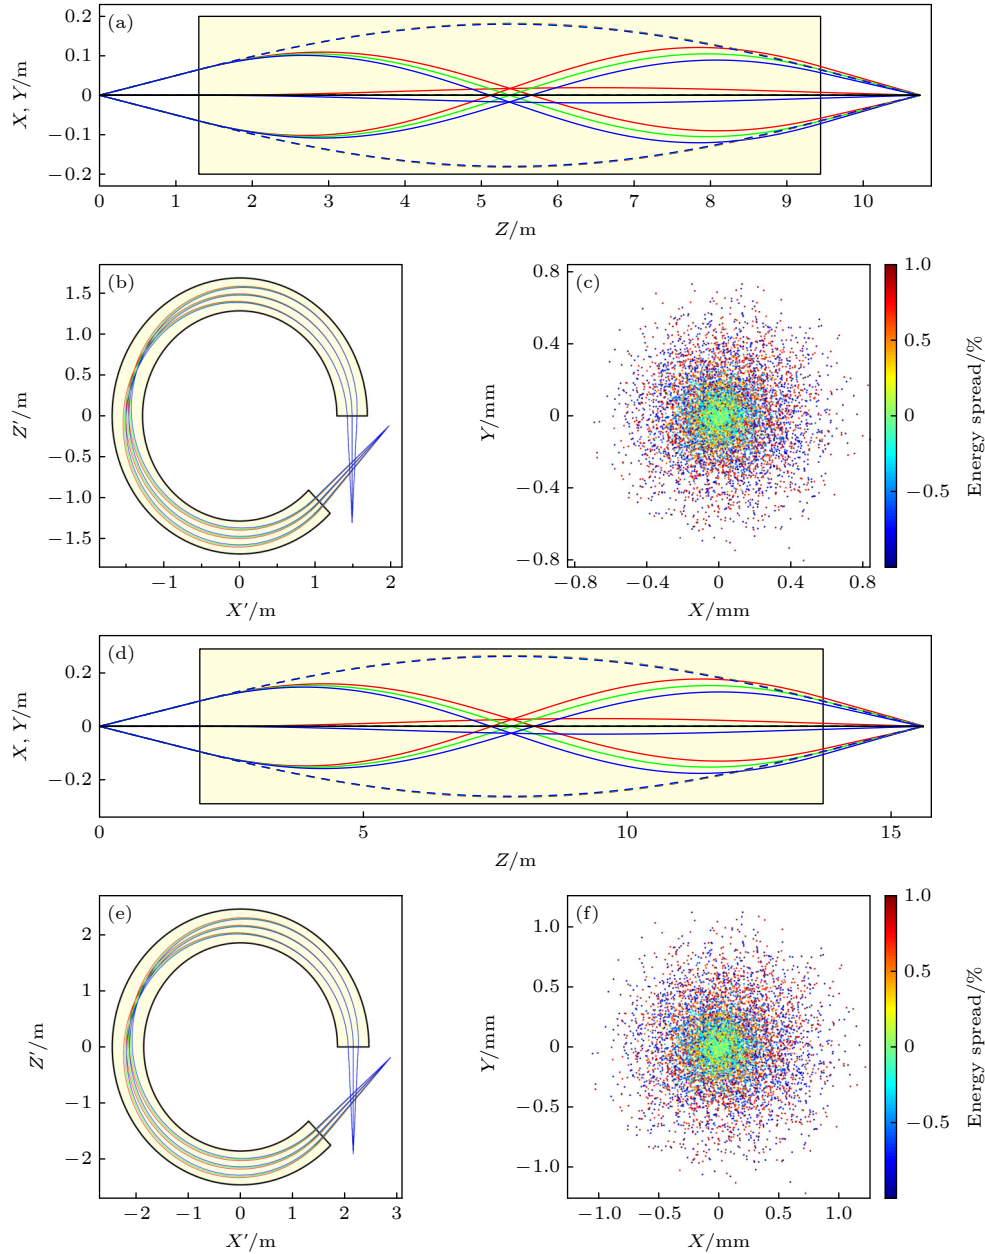 (a)
0.2
0.1
0
−0.1
−0.2
X, Y/m
0 1 2 3 4 5 6 7 8 9 10
Z/m
(b)
1.5
1.0
0.5
0
−0.5
−1.0
−1.5
Z′/m
−1 0 1 2
X′/m
(c)
0.8
0.4
0
−0.4
−0.8
Y/mm
−0.8 −0.4 0 0.4 0.8
X/mm
1.0
0.5
0
−0.5
Energy spread/%
(d)
0.2
0
−0.2
X, Y/m
0 5 10 15
Z/m
(e)
2
1
0
−1
−2
Z′/m
−2 −1 0 1 2 3
X′/m
(f)
1.0
0.5
0
−0.5
−1.0
Y/mm
−1.0 −0.5 0 0.5 1.0
X/mm
1.0
0.5
0
−0.5
Energy spread/%